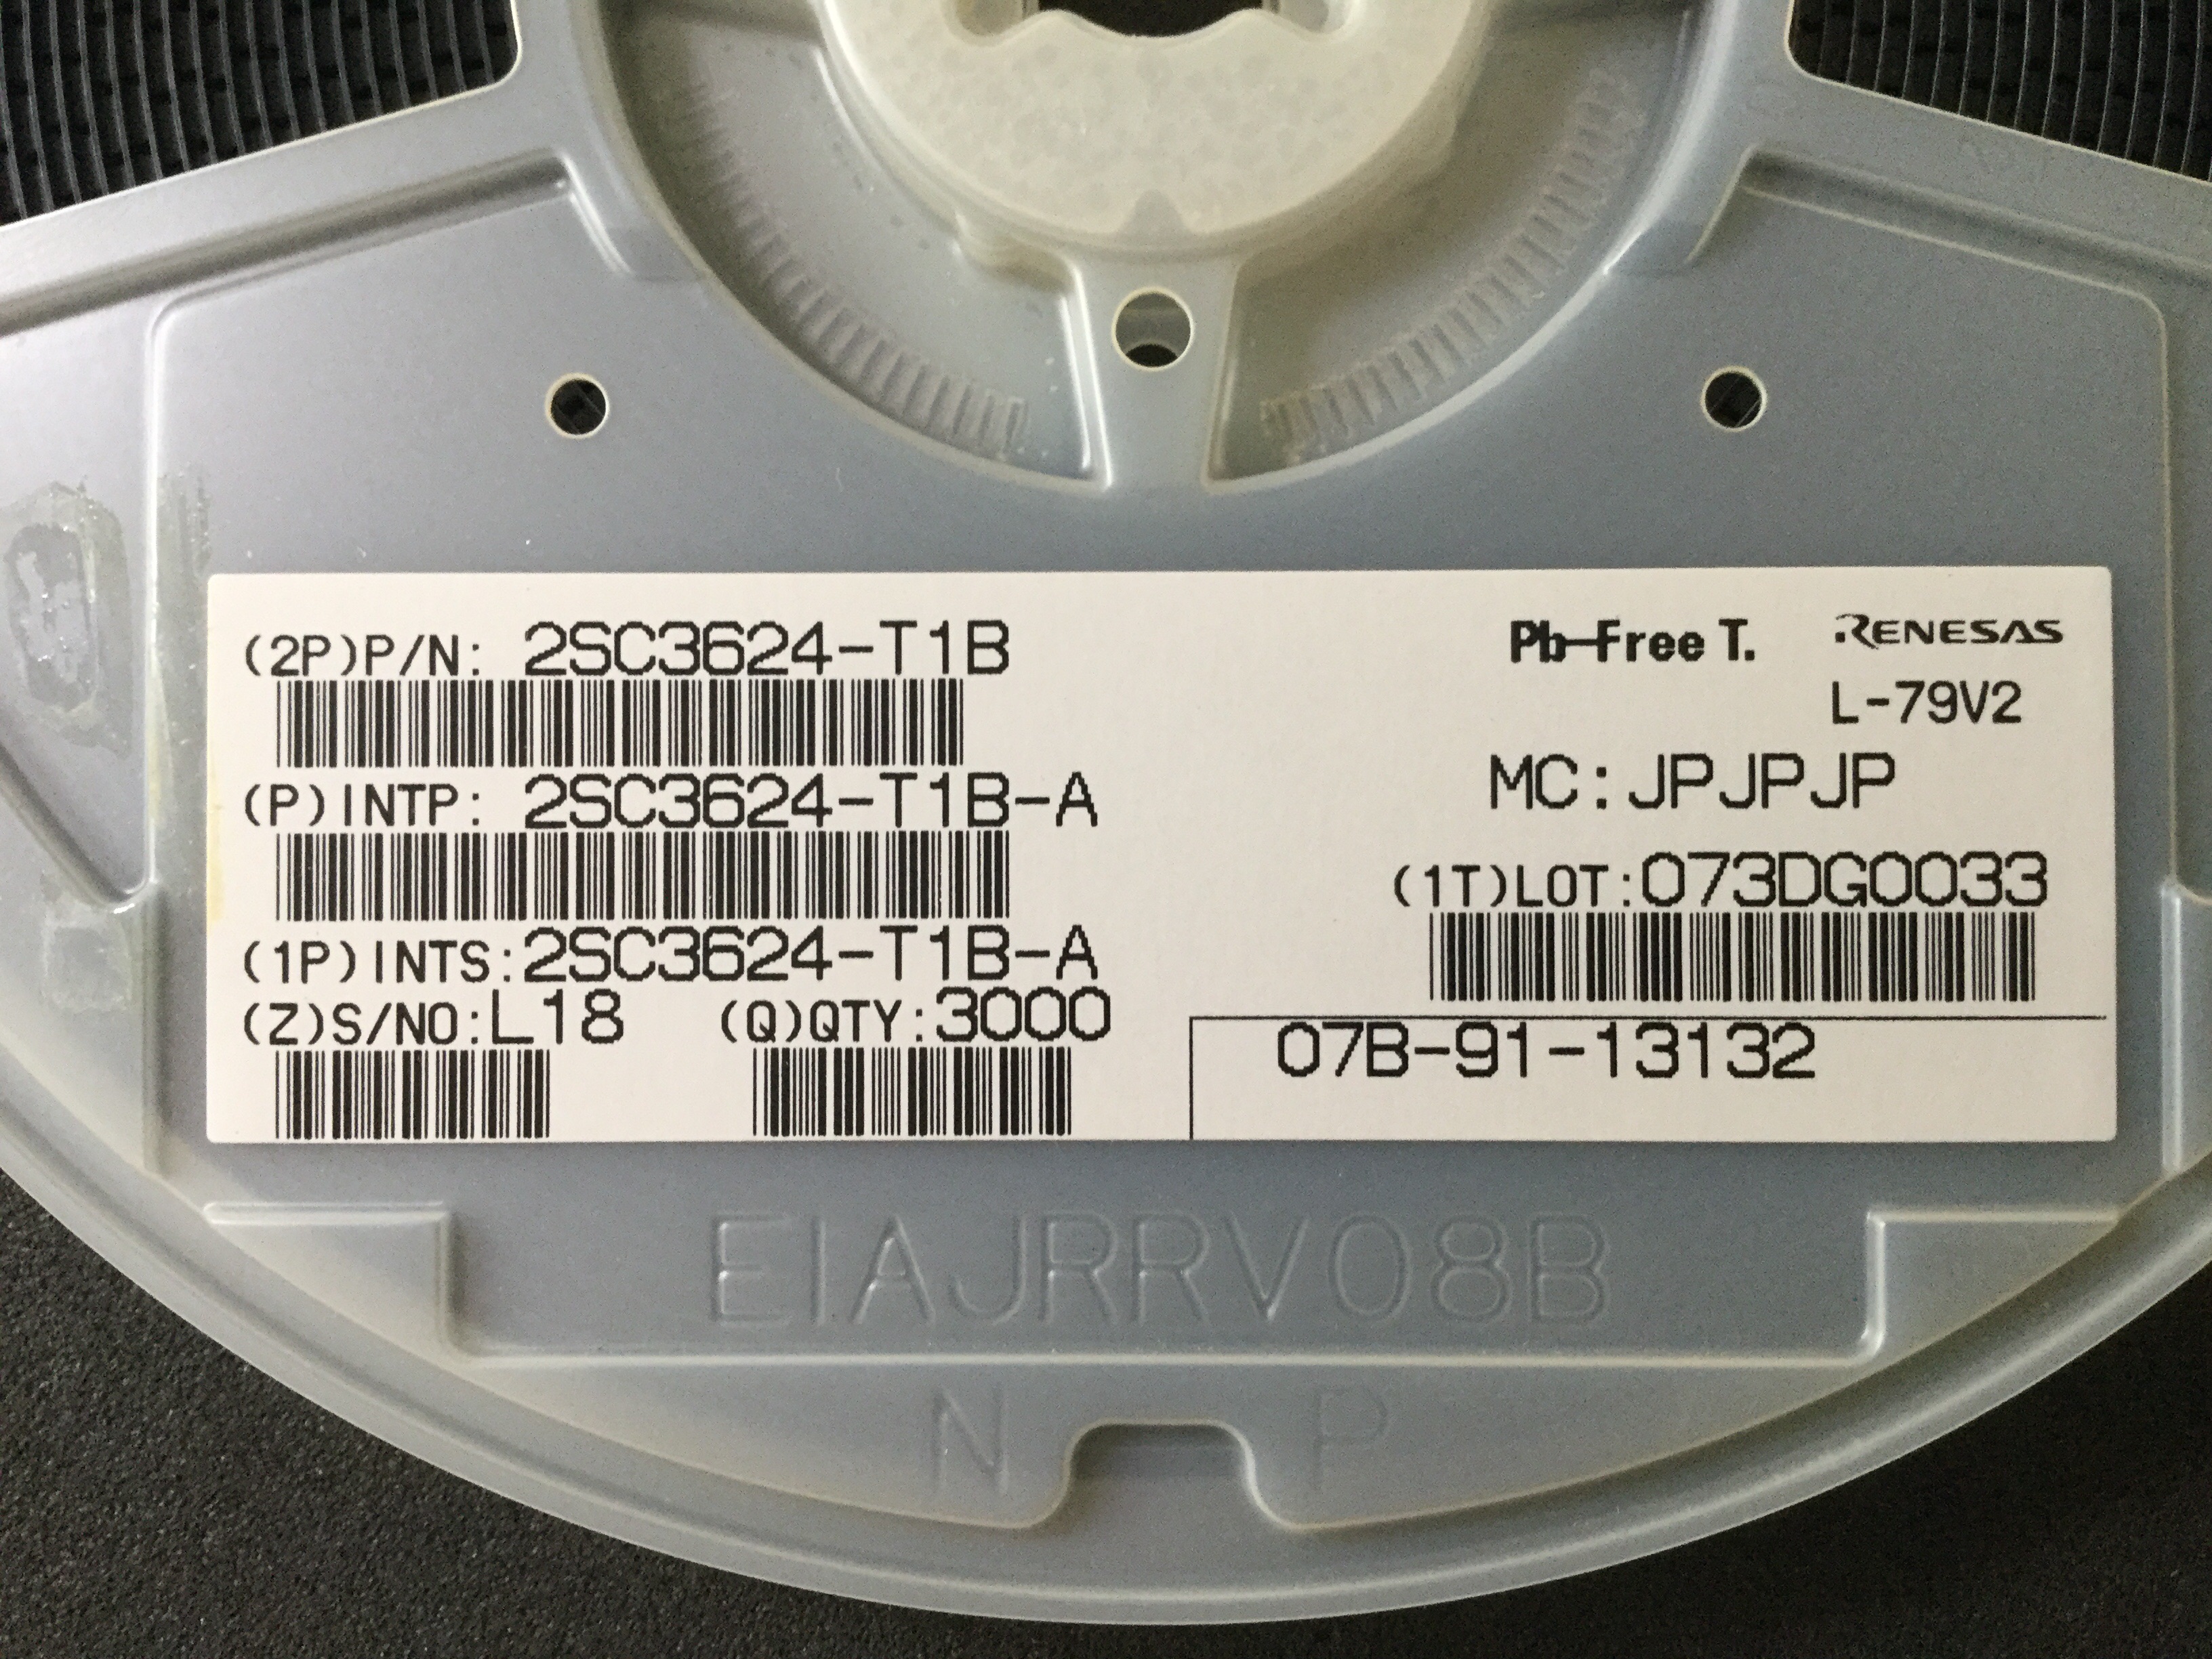 (2P)P/N: 2SC3624-T1B
Pb-Free T. RENESAS
L-79V2
(P)INTP: 2SC3624-T1B-A
MC:JPJPJP
(1P)INTS:2SC3624-T1B-A
(1T)LOT:073DG0033
(Z)S/NO:L18 (Q)QTY:3000
07B-91-13132
EIAJRRV08B
N P